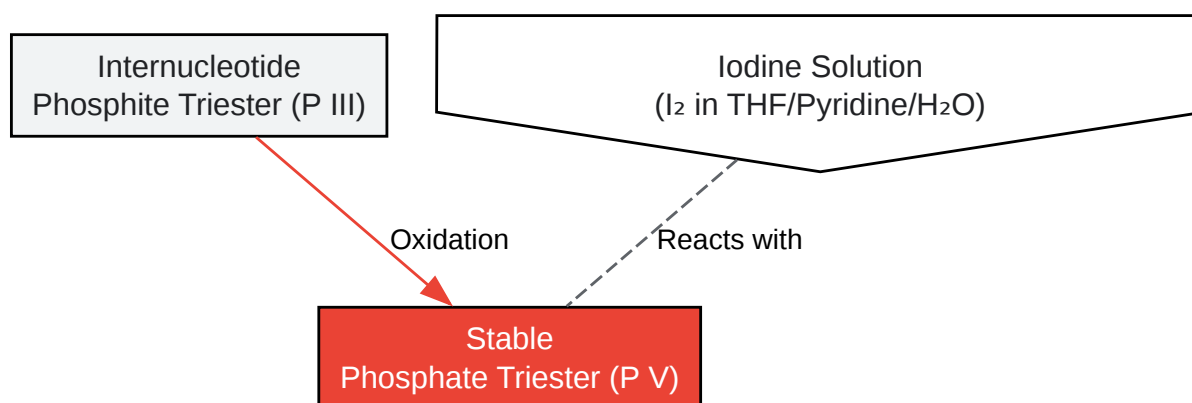 Internucleotide
Phosphite Triester (P III)
Iodine Solution
(I₂ in THF/Pyridine/H₂O)
Oxidation
Reacts with
Stable
Phosphate Triester (P V)